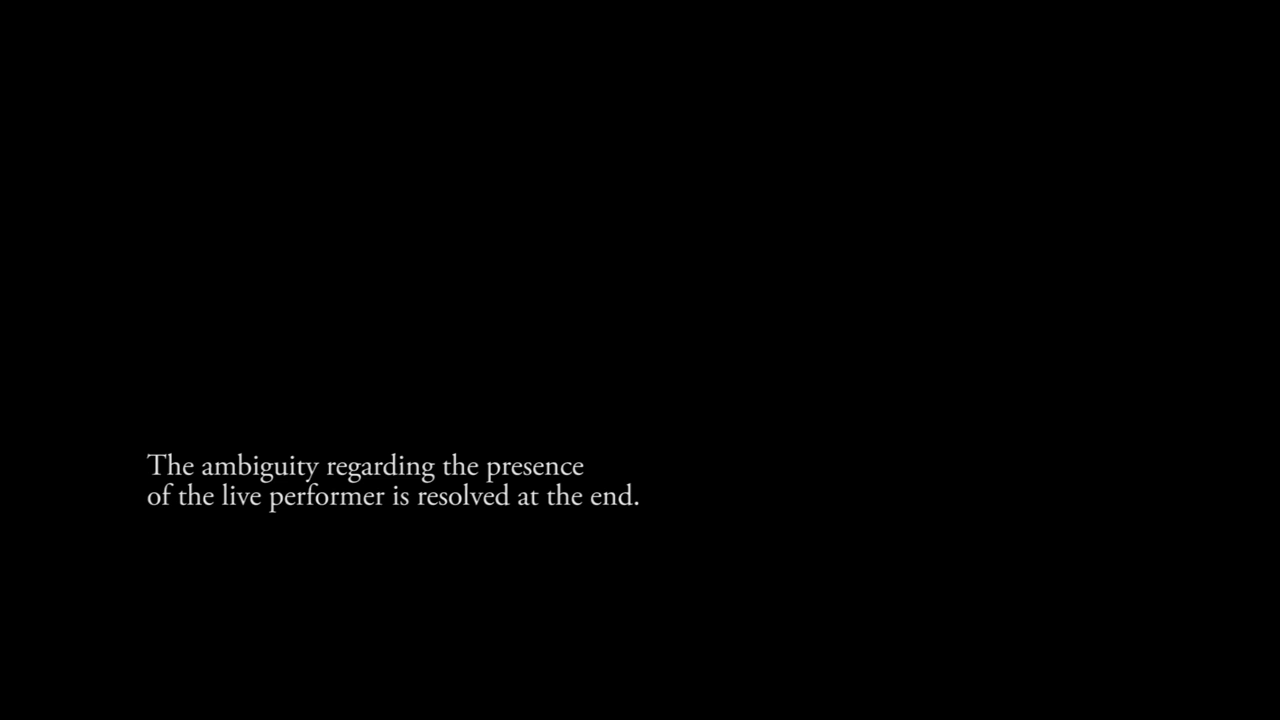 The ambiguity regarding the presence
of the live performer is resolved at the end.